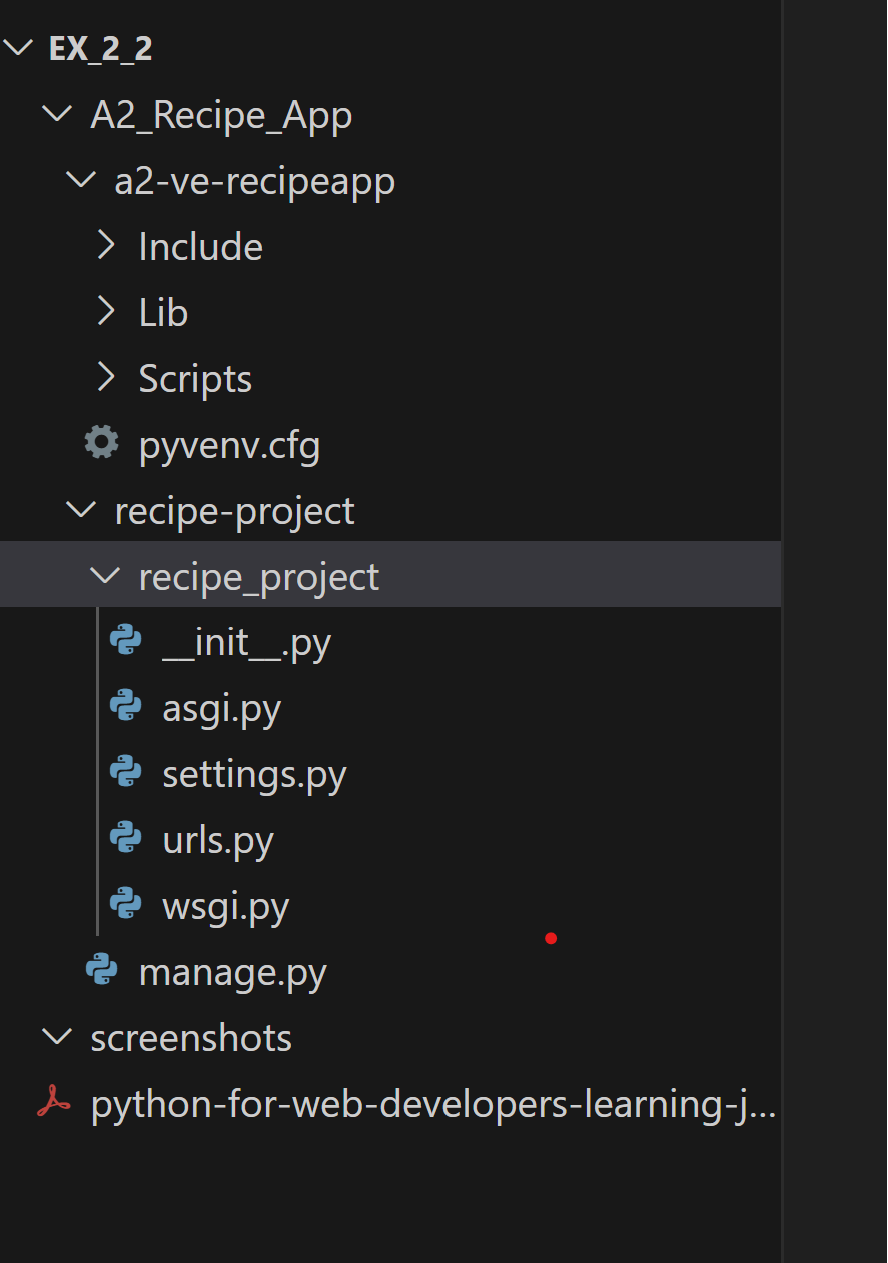 EX_2_2
A2_Recipe_App
a2-ve-recipeapp
Include
Lib
Scripts
pyvenv.cfg
recipe-project
recipe_project
__init__.py
asgi.py
settings.py
urls.py
wsgi.py
manage.py
screenshots
python-for-web-developers-learning-j...